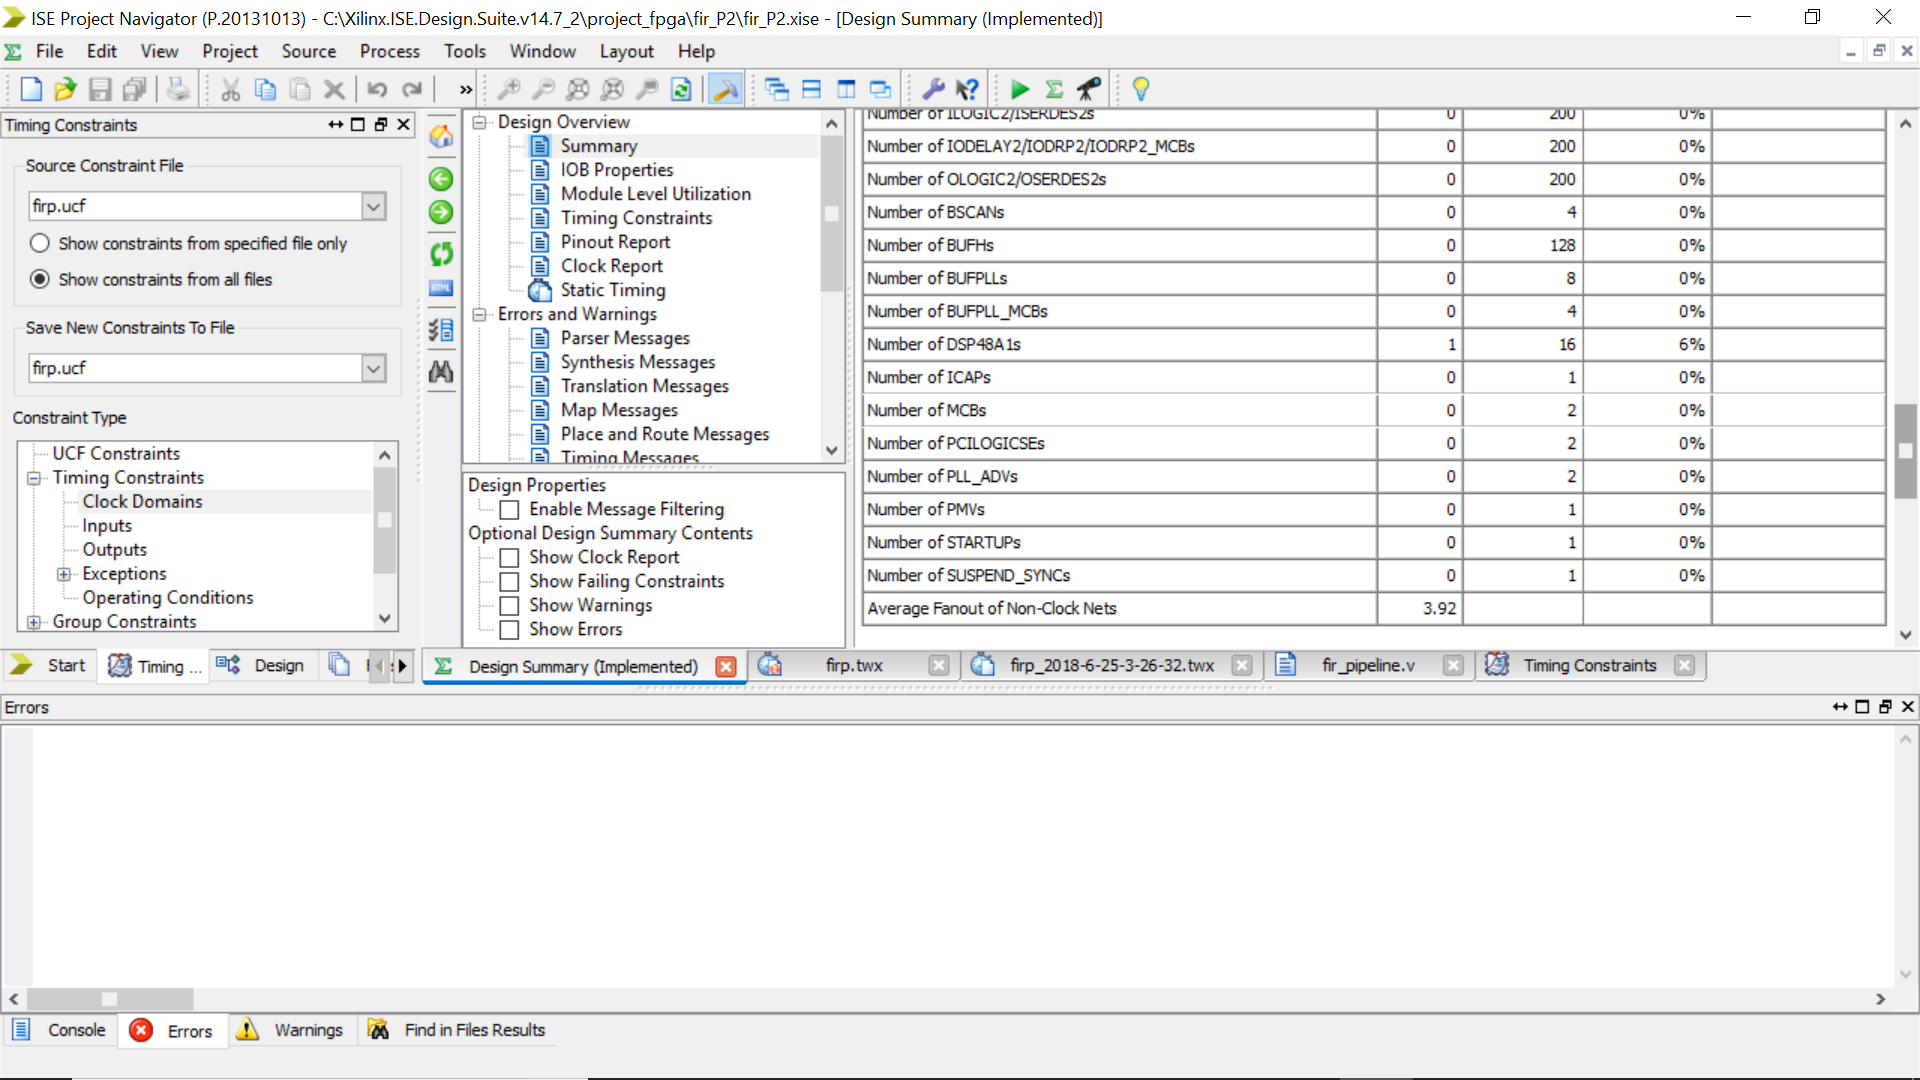 ISE Project Navigator (P.20131013) - C:\Xilinx.ISE.Design.Suite.v14.7_2\project_fpga\fir_P2\fir_P2.xise - [Design Summary (Implemented)]
File Edit View Project Source Process Tools Window Layout Help
»
Timing Constraints
Source Constraint File
firp.ucf
Show constraints from specified file only
Show constraints from all files
Save New Constraints To File
firp.ucf
Constraint Type
UCF Constraints
Timing Constraints
Clock Domains
Inputs
Outputs
Exceptions
Operating Conditions
Group Constraints
HTML
Design Overview
Summary
IOB Properties
Module Level Utilization
Timing Constraints
Pinout Report
Clock Report
Static Timing
Errors and Warnings
Parser Messages
Synthesis Messages
Translation Messages
Map Messages
Place and Route Messages
Timing Messages
Design Properties
Enable Message Filtering
Optional Design Summary Contents
Show Clock Report
Show Failing Constraints
Show Warnings
Show Errors
Number of ILOGIC2/ISERDES2s 0 200 0%
Number of IODELAY2/IODRP2/IODRP2_MCBs 0 200 0%
Number of OLOGIC2/OSERDES2s 0 200 0%
Number of BSCANs 0 4 0%
Number of BUFHs 0 128 0%
Number of BUFPLLs 0 8 0%
Number of BUFPLL_MCBs 0 4 0%
Number of DSP48A1s 1 16 6%
Number of ICAPs 0 1 0%
Number of MCBs 0 2 0%
Number of PCILOGICSEs 0 2 0%
Number of PLL_ADVs 0 2 0%
Number of PMVs 0 1 0%
Number of STARTUPs 0 1 0%
Number of SUSPEND_SYNCs 0 1 0%
Average Fanout of Non-Clock Nets 3.92
Start Timing ... Design
Design Summary (Implemented) firp.twx firp_2018-6-25-3-26-32.twx fir_pipeline.v Timing Constraints
Errors
Console Errors Warnings Find in Files Results